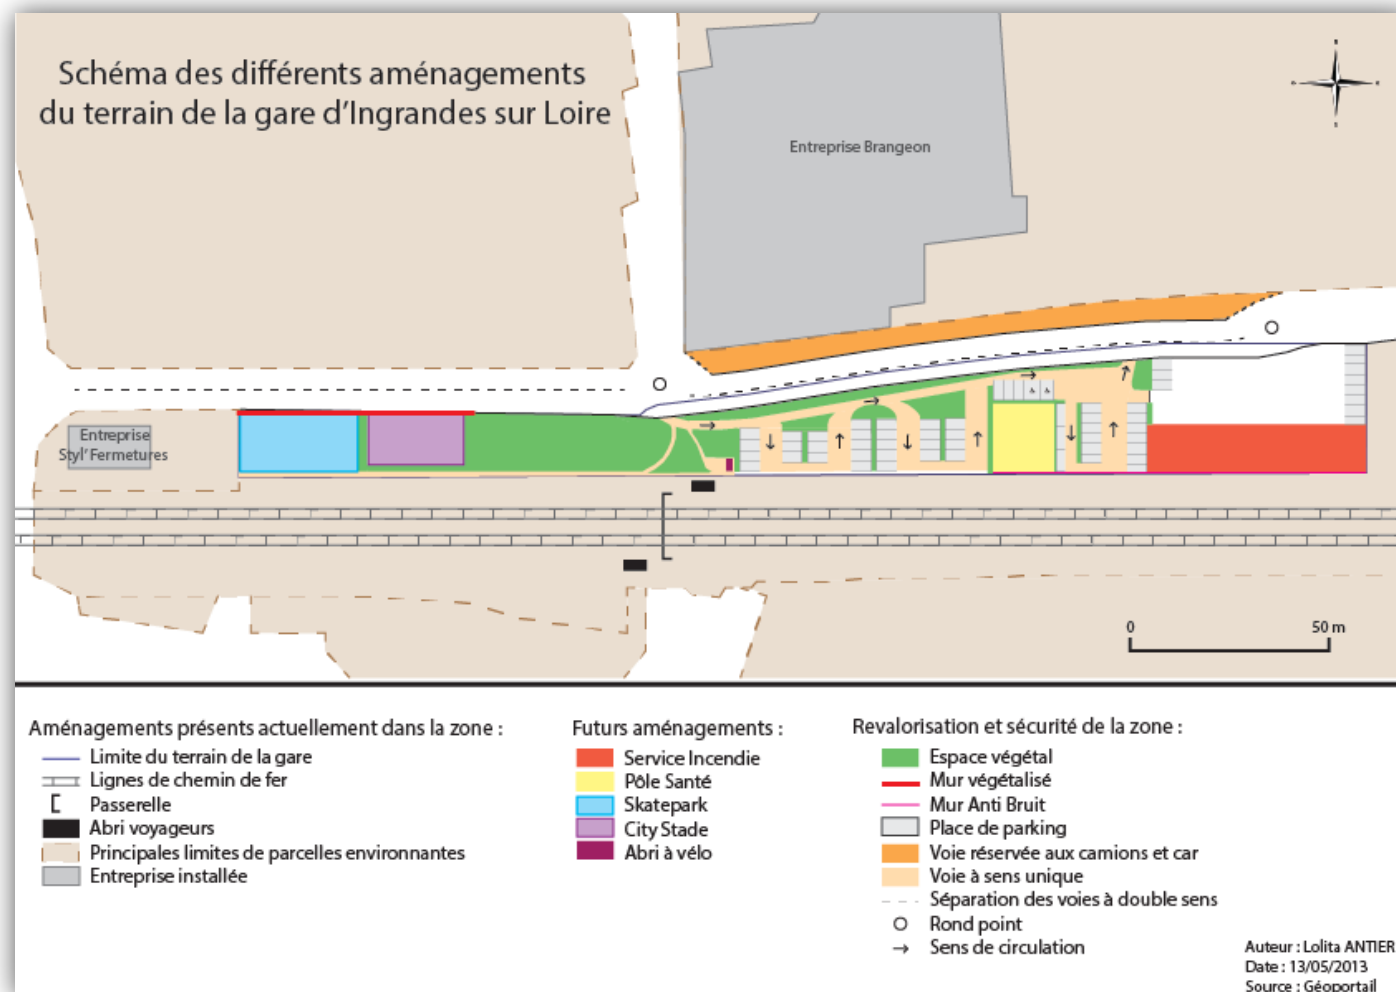 Schéma des différents aménagements
du terrain de la gare d'Ingrandes sur Loire
Entreprise Brangeon
Entreprise
Styl' Fermetures
0
50 m
Aménagements présents actuellement dans la zone :
Limite du terrain de la gare
Lignes de chemin de fer
Passerelle
Abri voyageurs
Principales limites de parcelles environnantes
Entreprise installée
Futurs aménagements :
Service Incendie
Pôle Santé
Skatepark
City Stade
Abri à vélo
Revalorisation et sécurité de la zone :
Espace végétal
Mur végétalisé
Mur Anti Bruit
Place de parking
Voie réservée aux camions et car
Voie à sens unique
Séparation des voies à double sens
Rond point
Sens de circulation
Auteur : Lolita ANTIER
Date : 13/05/2013
Source : Géoportail